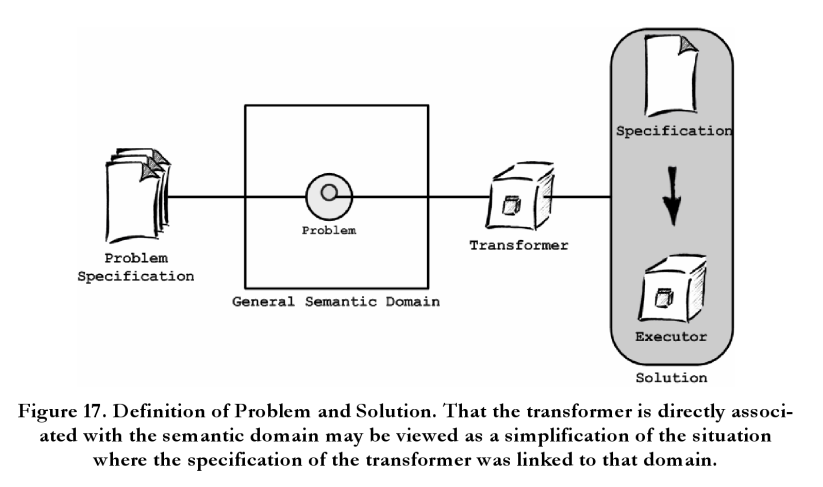 Specification
Problem
Transformer
Problem
Specification
General Semantic Domain
Executor
Solution
Figure 17. Definition of Problem and Solution. That the transformer is directly associ-
ated with the semantic domain may be viewed as a simplification of the situation
where the specification of the transformer was linked to that domain.